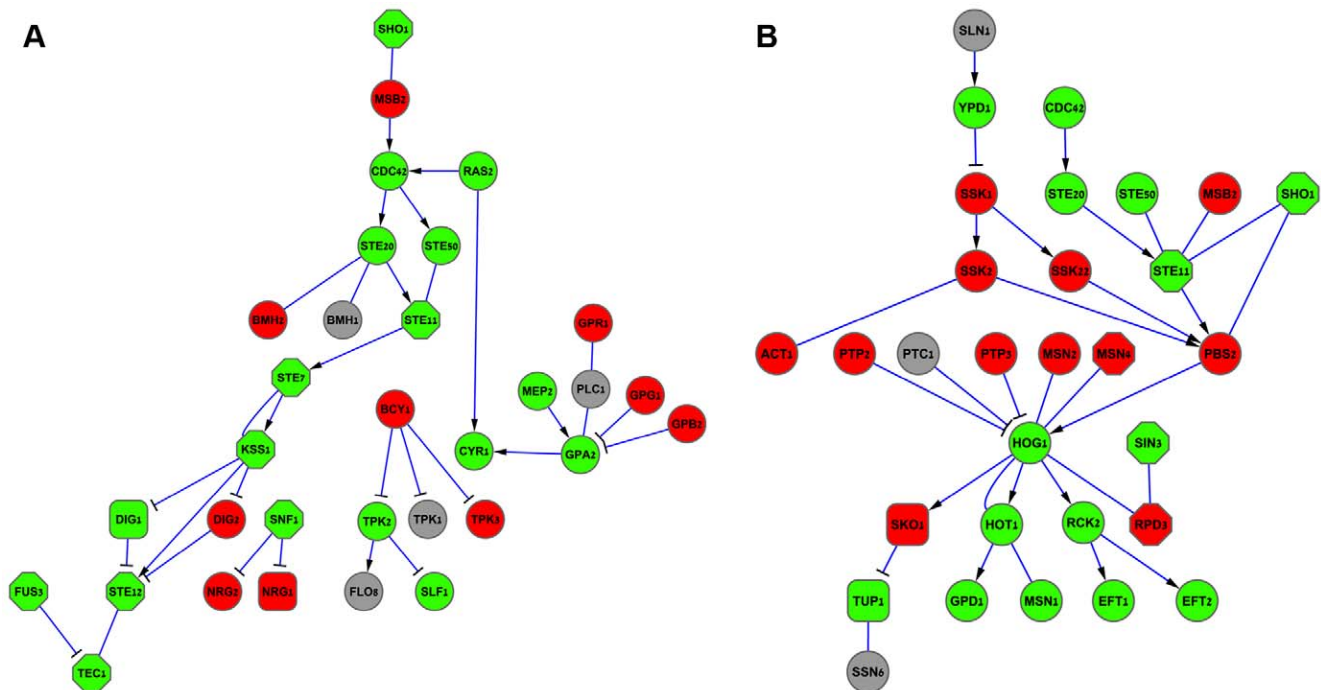 A
SHO1
MSB2
CDC42
RAS2
STE20
STE50
BMH2
BMH1
STE11
GPR1
STE7
MEP2
PLC1
GPG1
BCY1
GPB2
KSS1
CYR1
GPA2
DIG1
DIG2
SNF1
TPK2
TPK1
TPK3
FUS3
STE12
NRG2
NRG1
FLO8
SLF1
TEC1
B
SLN1
YPD1
CDC42
SSK1
STE20
STE50
MSB2
SHO1
SSK2
SSK22
STE11
ACT1
PTP2
PTC1
PTP3
MSN2
MSN4
PBS2
HOG1
SIN3
SKO1
HOT1
RCK2
RPD3
TUP1
GPD1
MSN1
EFT1
EFT2
SSN6